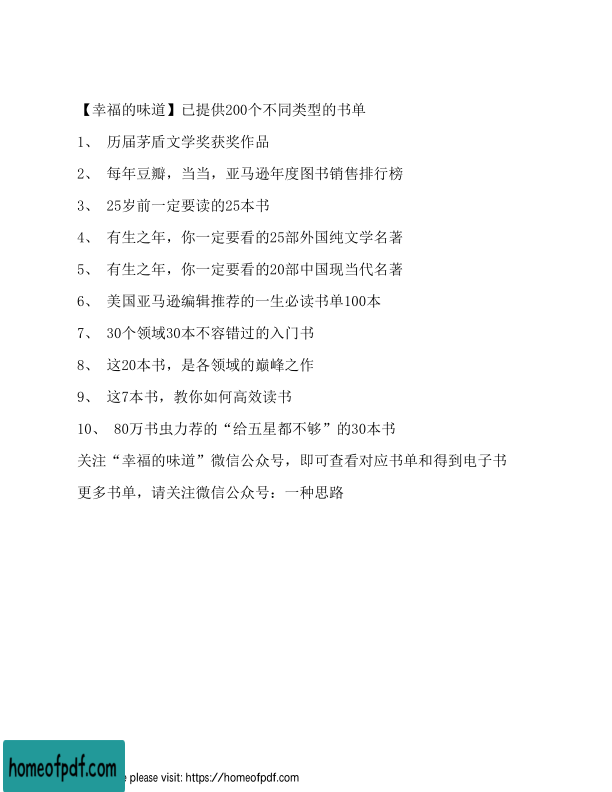 【幸福的味道】已提供200个不同类型的书单
1、 历届茅盾文学奖获奖作品
2、 每年豆瓣，当当，亚马逊年度图书销售排行榜
3、 25岁前一定要读的25本书
4、 有生之年，你一定要看的25部外国纯文学名著
5、 有生之年，你一定要看的20部中国现当代名著
6、 美国亚马逊编辑推荐的一生必读书单100本
7、 30个领域30本不容错过的入门书
8、 这20本书，是各领域的巅峰之作
9、 这7本书，教你如何高效读书
10、 80万书虫力荐的“给五星都不够”的30本书
关注“幸福的味道”微信公众号，即可查看对应书单和得到电子书
更多书单，请关注微信公众号：一种思路
homeofpdf.com
please visit: https://homeofpdf.com